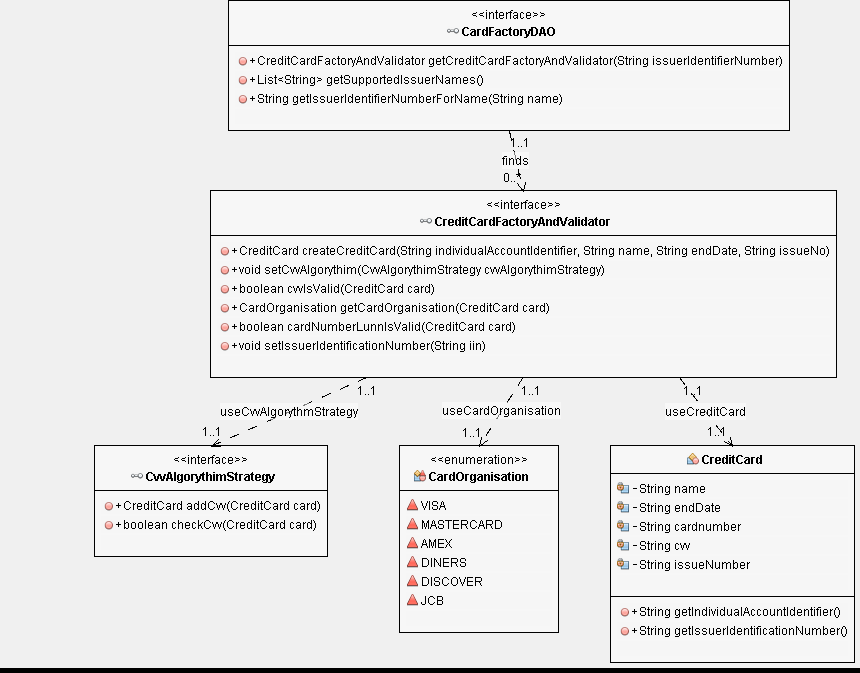 <<interface>>
CardFactoryDAO
+CreditCardFactoryAndValidator getCreditCardFactoryAndValidator(String issuerIdentifierNumber)
+List<String> getSupportedIssuerNames()
+String getIssuerIdentifierNumberForName(String name)
1..1
finds
0..*
<<interface>>
CreditCardFactoryAndValidator
+CreditCard createCreditCard(String individualAccountIdentifier, String name, String endDate, String issueNo)
+void setCvvAlgorythim(CvvAlgorythimStrategy cvvAlgorythimStrategy)
+boolean cvvIsValid(CreditCard card)
+CardOrganisation getCardOrganisation(CreditCard card)
+boolean cardNumberLunnIsValid(CreditCard card)
+void setIssuerIdentificationNumber(String iin)
1..1 1..1 1..1
useCvvAlgorythmStrategy useCardOrganisation useCreditCard
1..1 1..1 1..1
<<interface>>
CvvAlgorythimStrategy
+CreditCard addCvv(CreditCard card)
+boolean checkCvv(CreditCard card)
<<enumeration>>
CardOrganisation
VISA
MASTERCARD
AMEX
DINERS
DISCOVER
JCB
CreditCard
-String name
-String endDate
-String cardnumber
-String cvv
-String issueNumber
+String getIndividualAccountIdentifier()
+String getIssuerIdentificationNumber()